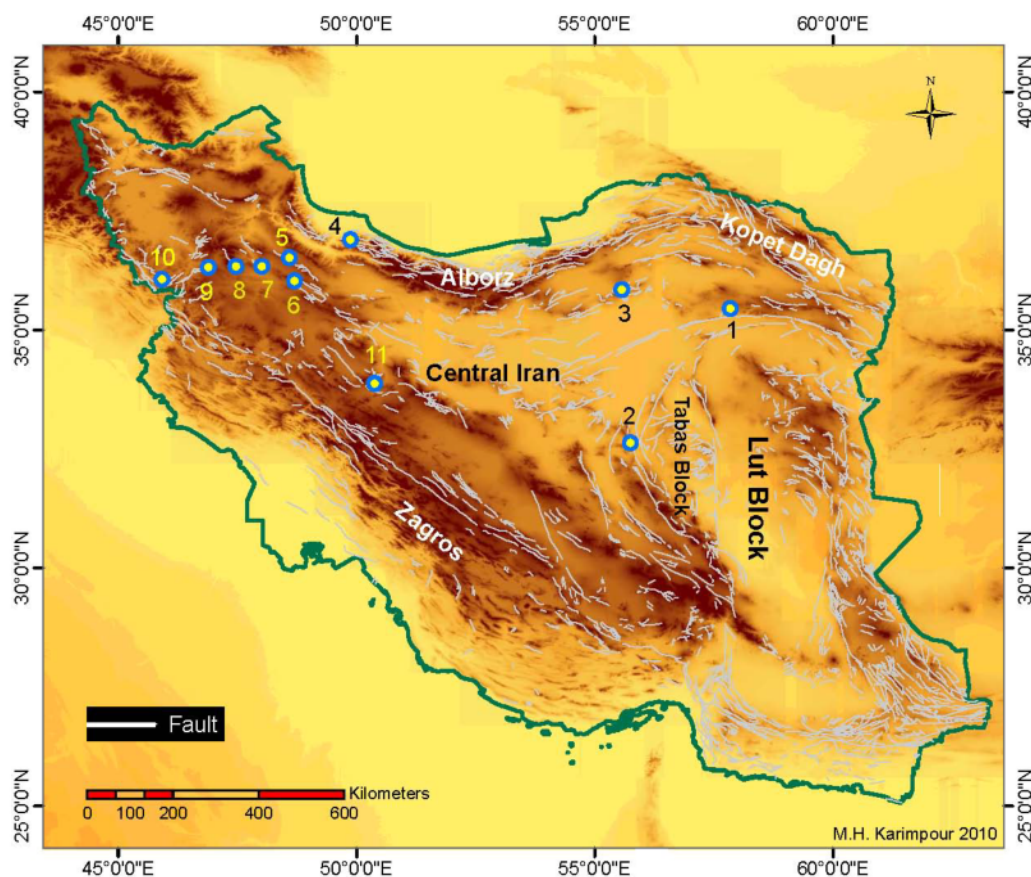 45°0'0"E 50°0'0"E 55°0'0"E 60°0'0"E
N
40°0'0"N 40°0'0"N
4
5
10
Kopet Dagh
Alborz
9 8 7 6
3
1
35°0'0"N 35°0'0"N
11
Central Iran
2
Tabas Block
Lut Block
Zagros
30°0'0"N 30°0'0"N
Fault
Kilometers
0 100 200 400 600
25°0'0"N 25°0'0"N
M.H. Karimpour 2010
45°0'0"E 50°0'0"E 55°0'0"E 60°0'0"E